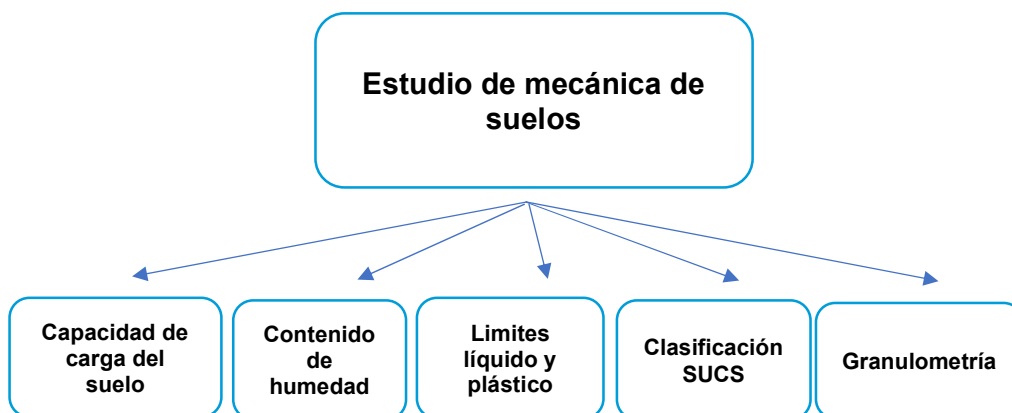 Estudio de mecánica de
suelos
Capacidad de
carga del
suelo
Contenido
de
humedad
Limites
líquido y
plástico
Clasificación
SUCS
Granulometría